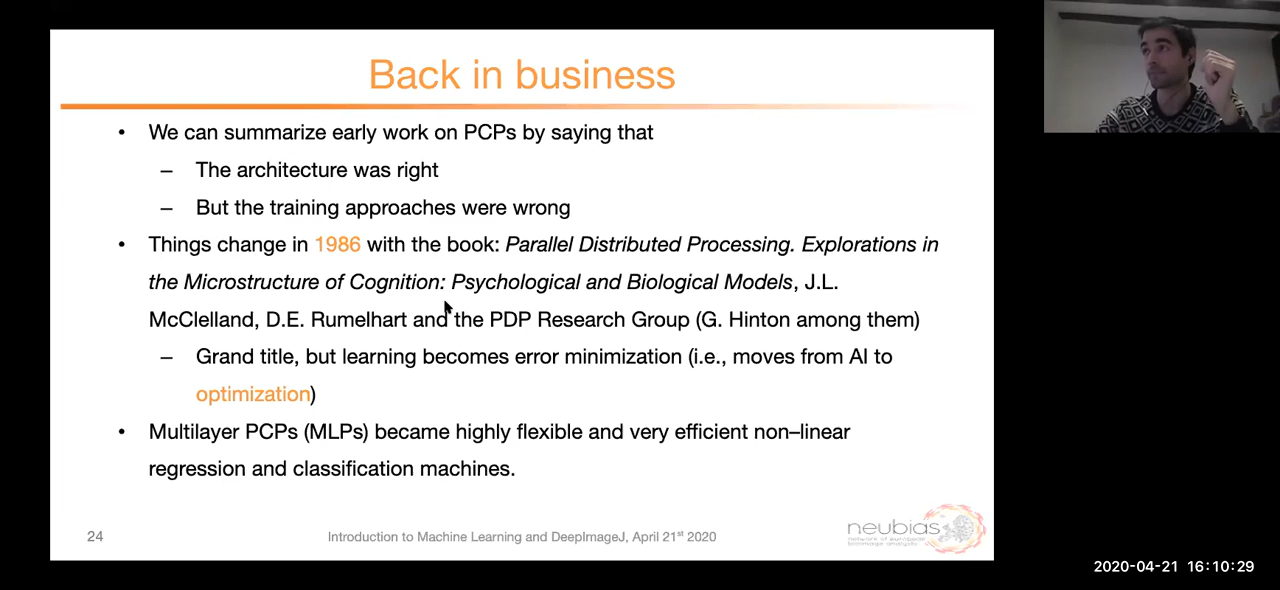 Back in business
• We can summarize early work on PCPs by saying that
– The architecture was right
– But the training approaches were wrong
• Things change in 1986 with the book: Parallel Distributed Processing. Explorations in
the Microstructure of Cognition: Psychological and Biological Models, J.L.
McClelland, D.E. Rumelhart and the PDP Research Group (G. Hinton among them)
– Grand title, but learning becomes error minimization (i.e., moves from AI to
optimization)
• Multilayer PCPs (MLPs) became highly flexible and very efficient non–linear
regression and classification machines.
24
Introduction to Machine Learning and DeepImageJ, April 21st 2020
neubias
network of european
bioimage analysts
2020-04-21 16:10:29